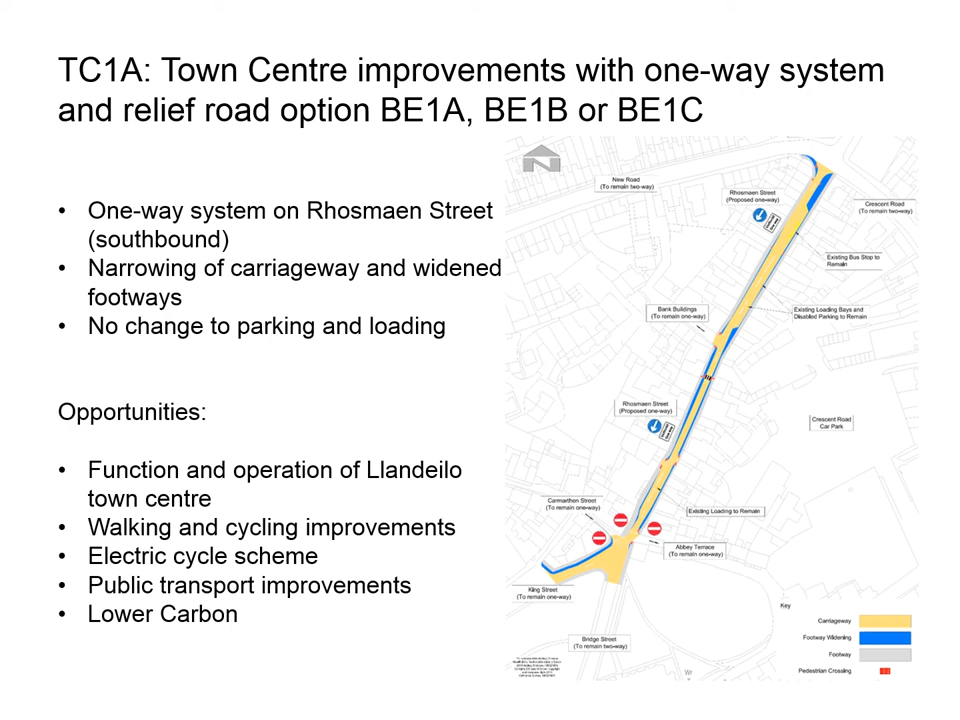 TC1A: Town Centre improvements with one-way system
and relief road option BE1A, BE1B or BE1C
• One-way system on Rhosmaen Street
(southbound)
• Narrowing of carriageway and widened
footways
• No change to parking and loading
Opportunities:
• Function and operation of Llandeilo
town centre
• Walking and cycling improvements
• Electric cycle scheme
• Public transport improvements
• Lower Carbon
N
New Road
(To remain two-way)
Rhosmaen Street
(Proposed one-way)
Crescent Road
(To remain two-way)
Existing Bus Stop to
Remain
Bank Buildings
(To remain one-way)
Existing Loading Bays and
Disabled Parking to Remain
Rhosmaen Street
(Proposed one-way)
Crescent Road
Car Park
Carmarthen Street
(To remain one-way)
Existing Loading to Remain
Abbey Terrace
(To remain one-way)
King Street
(To remain one-way)
Bridge Street
(To remain two-way)
Key
Carriageway
Footway Widening
Footway
Pedestrian Crossing